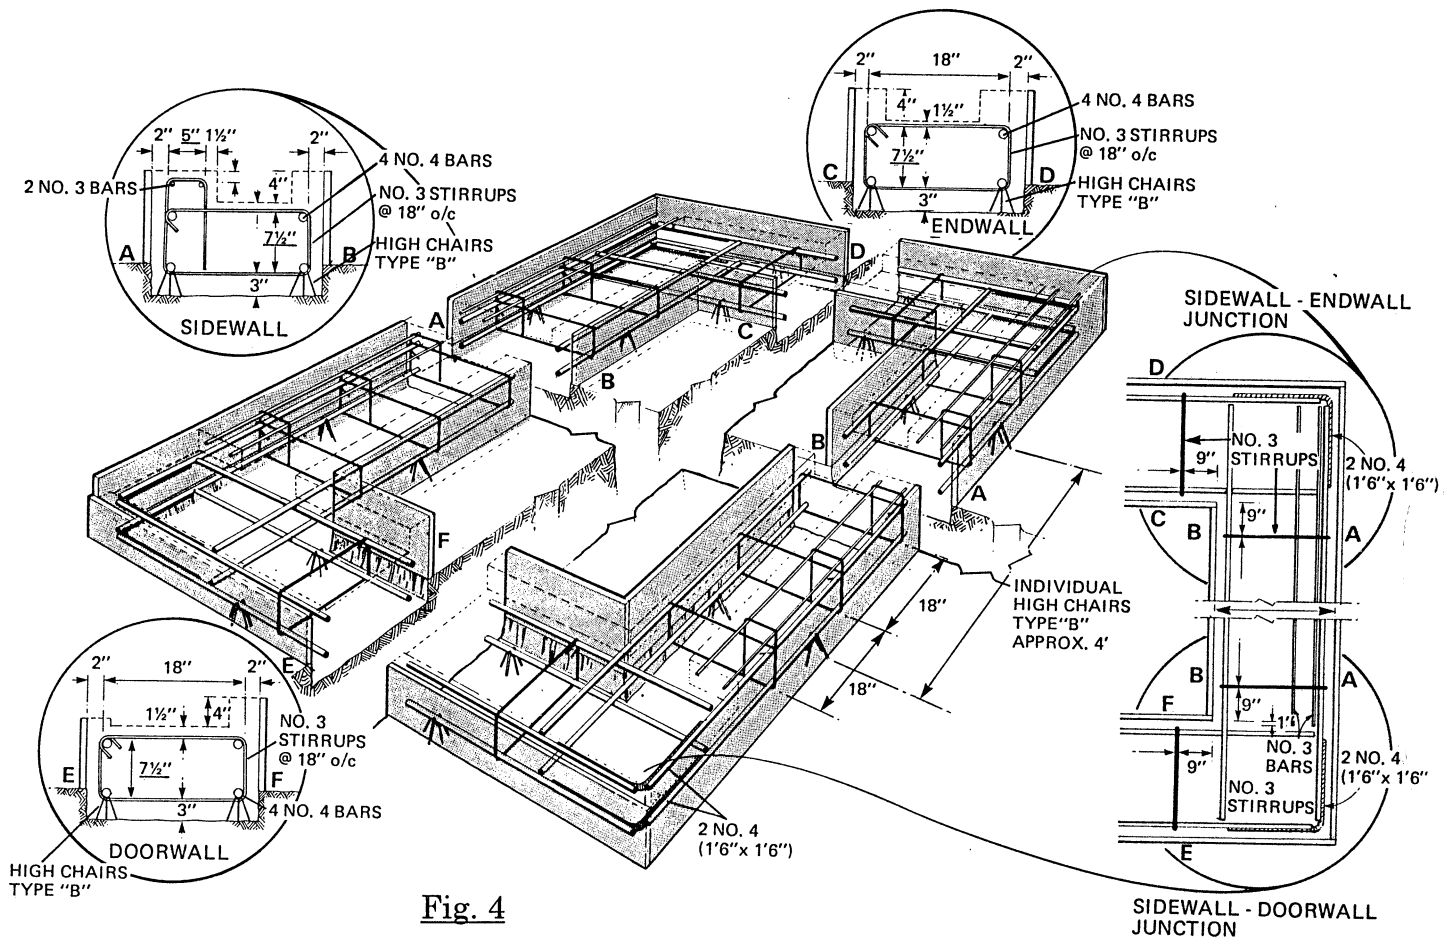 2" 5" 1½" 2"
4 NO. 4 BARS
2 NO. 3 BARS
4"
NO. 3 STIRRUPS
@ 18" o/c
7½"
HIGH CHAIRS
TYPE "B"
A
B
3"
SIDEWALL
2" 18" 2"
4" 1½"
4 NO. 4 BARS
NO. 3 STIRRUPS
@ 18" o/c
7½"
C
D
HIGH CHAIRS
TYPE "B"
3"
ENDWALL
A
B
C
D
B
A
F
E
INDIVIDUAL
HIGH CHAIRS
TYPE "B"
APPROX. 4'
18"
18"
2 NO. 4
(1'6" x 1'6")
2" 18" 2"
1½" 4"
NO. 3
STIRRUPS
@ 18" o/c
7½"
E
F
3"
4 NO. 4 BARS
DOORWALL
HIGH CHAIRS
TYPE "B"
SIDEWALL - ENDWALL
JUNCTION
D
NO. 3
STIRRUPS
9"
2 NO. 4
(1'6" x 1'6")
C
B
9"
A
B
A
F
9"
1"
9"
NO. 3
BARS
2 NO. 4
(1'6" x 1'6"
NO. 3
STIRRUPS
E
SIDEWALL - DOORWALL
JUNCTION
Fig. 4